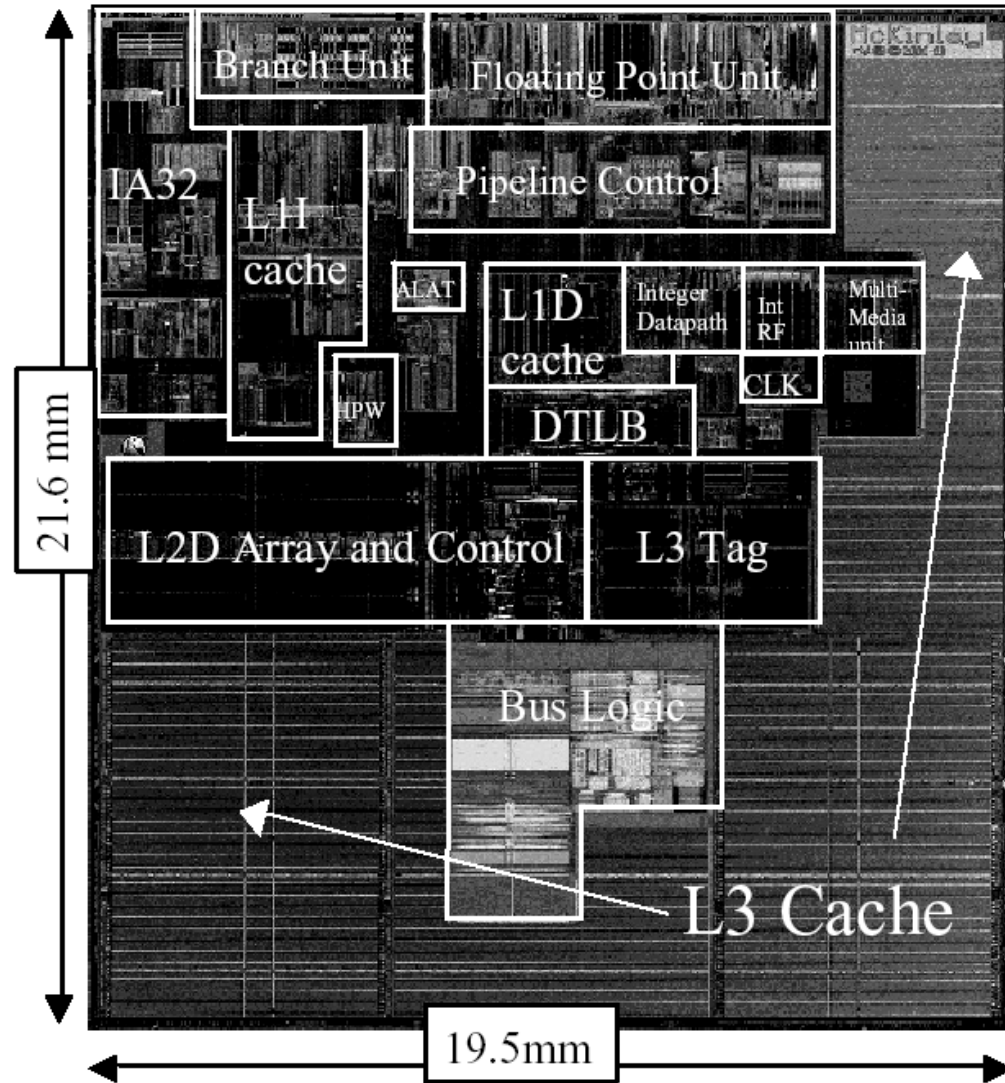 McKinley
Branch Unit
Floating Point Unit
IA32
L1I
cache
Pipeline Control
ALAT
L1D
cache
Integer
Datapath
Int
RF
Multi-
Media
unit
HPW
CLK
DTLB
21.6 mm
L2D Array and Control
L3 Tag
Bus Logic
L3 Cache
19.5mm